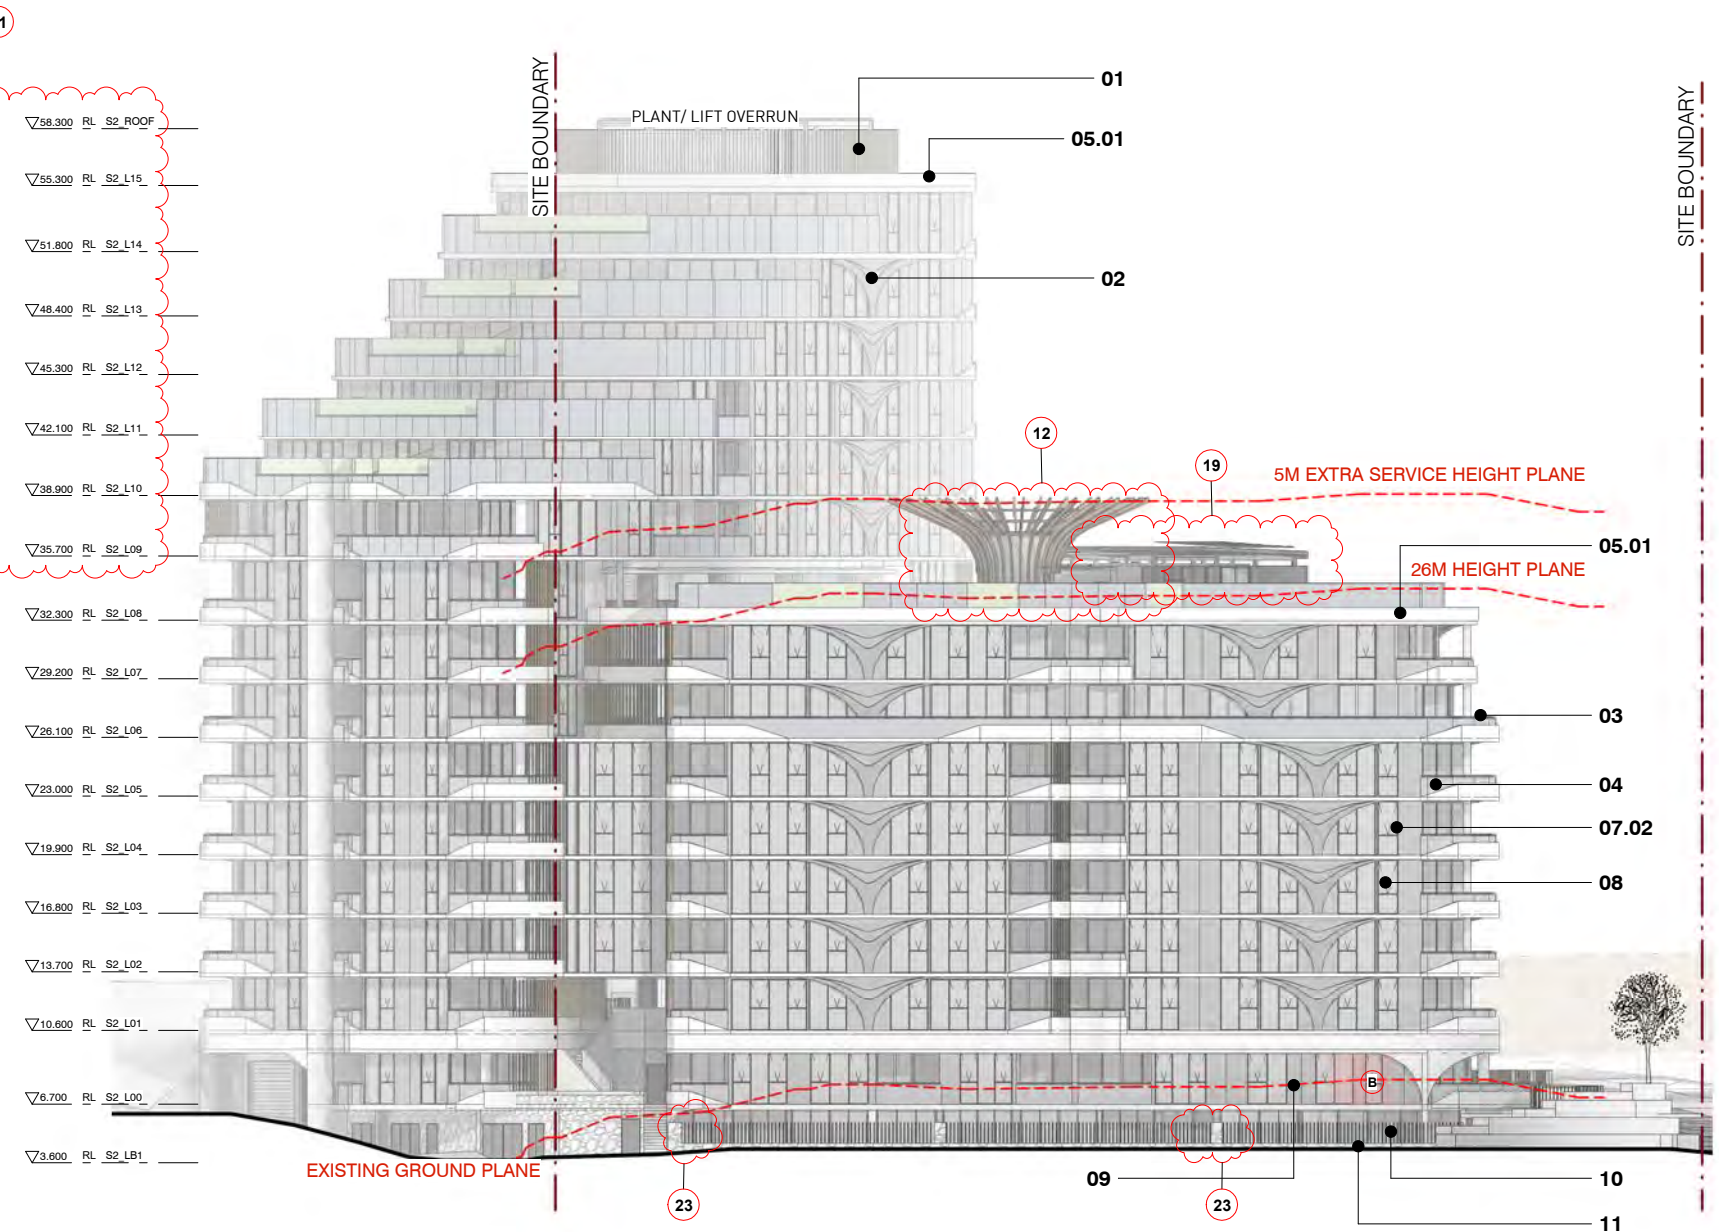 1
SITE BOUNDARY
01
PLANT/ LIFT OVERRUN
05.01
SITE BOUNDARY
58.300 RL S2_ROOF
55.300 RL S2_L15
51.800 RL S2_L14
02
48.400 RL S2_L13
45.300 RL S2_L12
42.100 RL S2_L11
12
19
5M EXTRA SERVICE HEIGHT PLANE
38.900 RL S2_L10
35.700 RL S2_L09
05.01
26M HEIGHT PLANE
32.300 RL S2_L08
29.200 RL S2_L07
03
26.100 RL S2_L06
23.000 RL S2_L05
04
07.02
19.900 RL S2_L04
08
16.800 RL S2_L03
13.700 RL S2_L02
10.600 RL S2_L01
B
6.700 RL S2_L00
3.600 RL S2_LB1
EXISTING GROUND PLANE
09
10
23
23
11